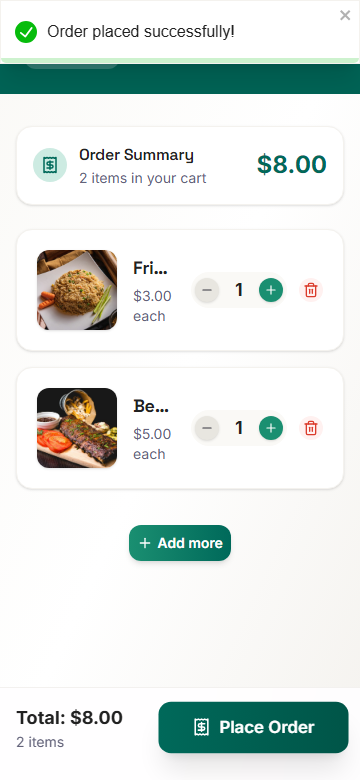 Order placed successfully!
Order Summary
2 items in your cart
$8.00
Fri...
$3.00
each
1
Be...
$5.00
each
1
Add more
Total: $8.00
2 items
Place Order